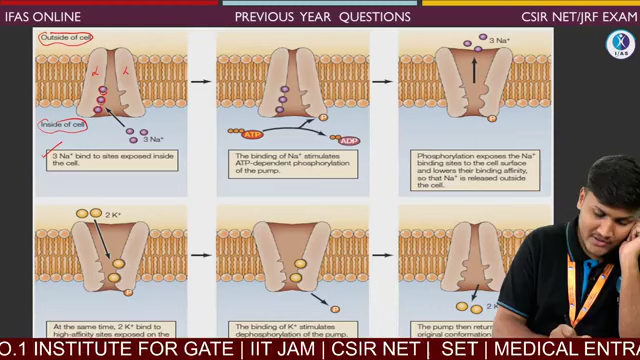 IFAS ONLINE
PREVIOUS YEAR QUESTIONS
CSIR NET/JRF EXAM
IFAS
Outside of cell
3 Na⁺
α
Inside of cell
3 Na⁺
P
ATP
ADP
P
3 Na⁺ bind to sites exposed inside
the cell.
The binding of Na⁺ stimulates
ATP-dependent phosphorylation
of the pump.
Phosphorylation exposes the Na⁺
binding sites to the cell surface
and lowers their binding affinity,
so that Na⁺ is released outside
the cell.
2 K⁺
P
P
2
At the same time, 2 K⁺ bind to
high-affinity sites exposed on the
The binding of K⁺ stimulates
dephosphorylation of the pump.
The pump then
original conformation
O.1 INSTITUTE FOR GATE | IIT JAM | CSIR NET | SET | MEDICAL ENTRA